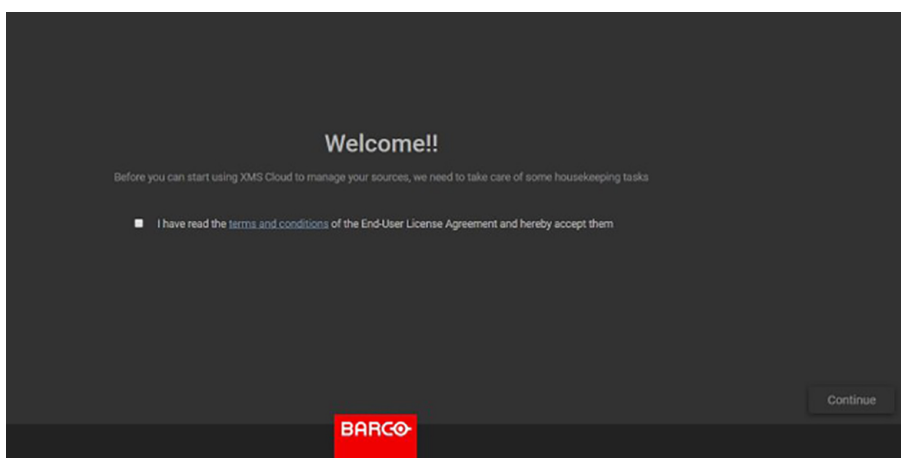 Welcome!!
Before you can start using XMS Cloud to manage your sources, we need to take care of some housekeeping tasks
I have read the terms and conditions of the End-User License Agreement and hereby accept them
Continue
BARCO